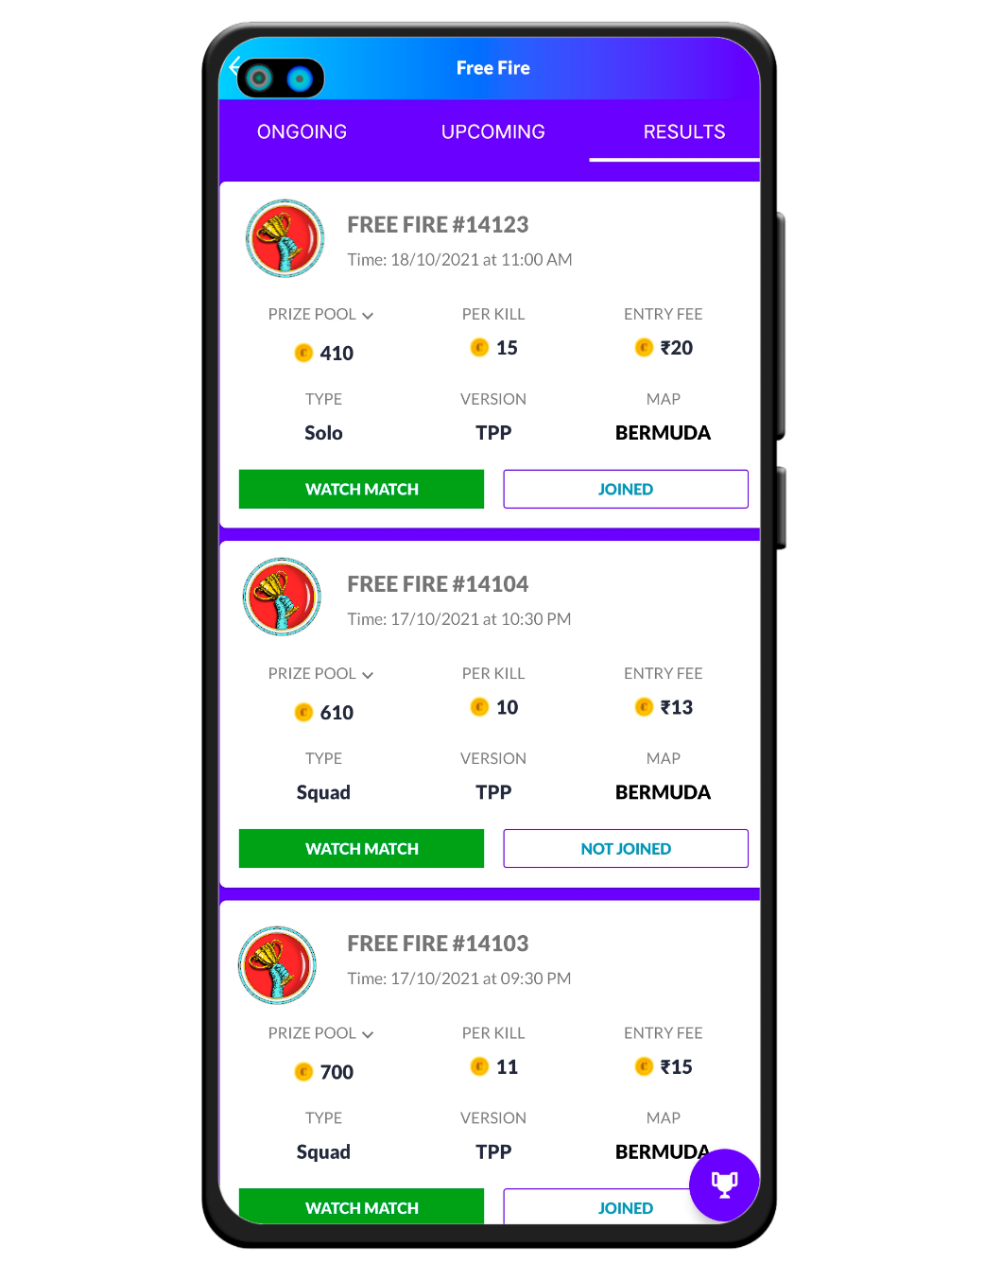 Free Fire
ONGOING UPCOMING RESULTS
FREE FIRE #14123
Time: 18/10/2021 at 11:00 AM
PRIZE POOL PER KILL ENTRY FEE
410 15 ₹20
TYPE VERSION MAP
Solo TPP BERMUDA
WATCH MATCH JOINED
FREE FIRE #14104
Time: 17/10/2021 at 10:30 PM
PRIZE POOL PER KILL ENTRY FEE
610 10 ₹13
TYPE VERSION MAP
Squad TPP BERMUDA
WATCH MATCH NOT JOINED
FREE FIRE #14103
Time: 17/10/2021 at 09:30 PM
PRIZE POOL PER KILL ENTRY FEE
700 11 ₹15
TYPE VERSION MAP
Squad TPP BERMUDA
WATCH MATCH JOINED